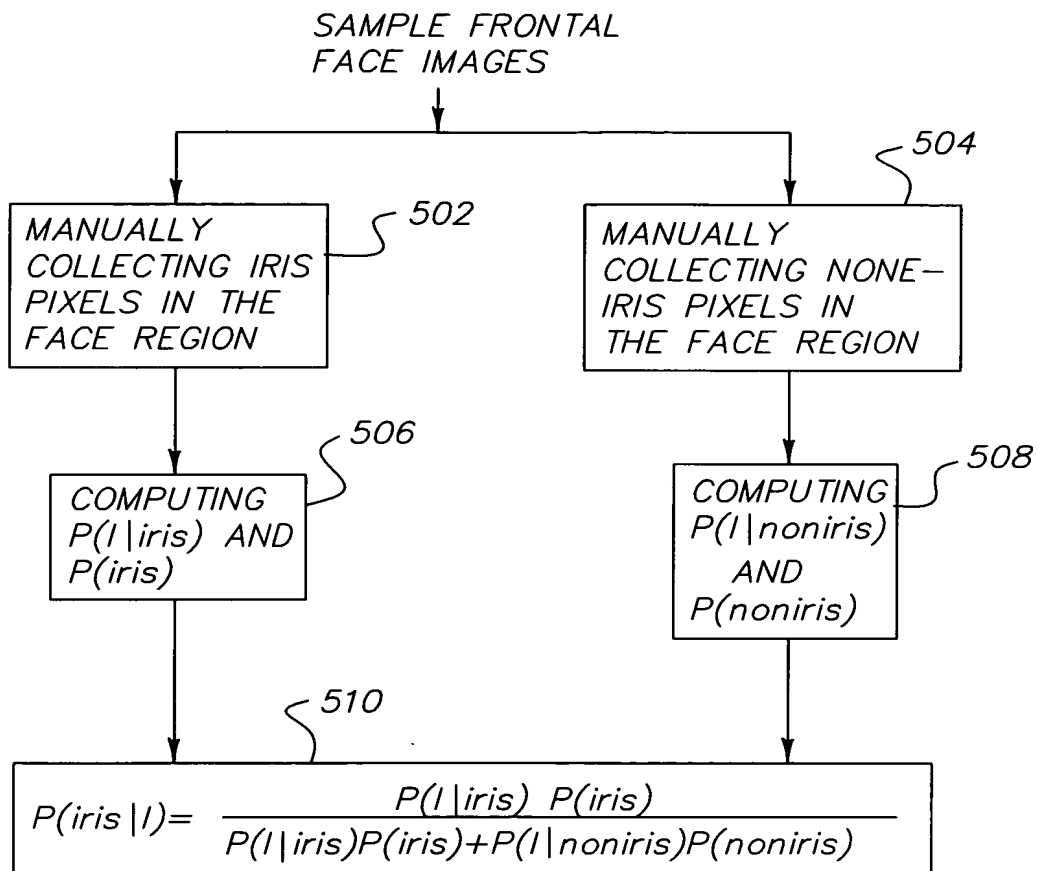 SAMPLE FRONTAL
FACE IMAGES
502
MANUALLY
COLLECTING IRIS
PIXELS IN THE
FACE REGION
504
MANUALLY
COLLECTING NONE-
IRIS PIXELS IN
THE FACE REGION
506
COMPUTING
P(I|iris) AND
P(iris)
508
COMPUTING
P(I|noniris)
AND
P(noniris)
510
P(iris|I)=
P(I|iris) P(iris)
P(I|iris)P(iris)+P(I|noniris)P(noniris)